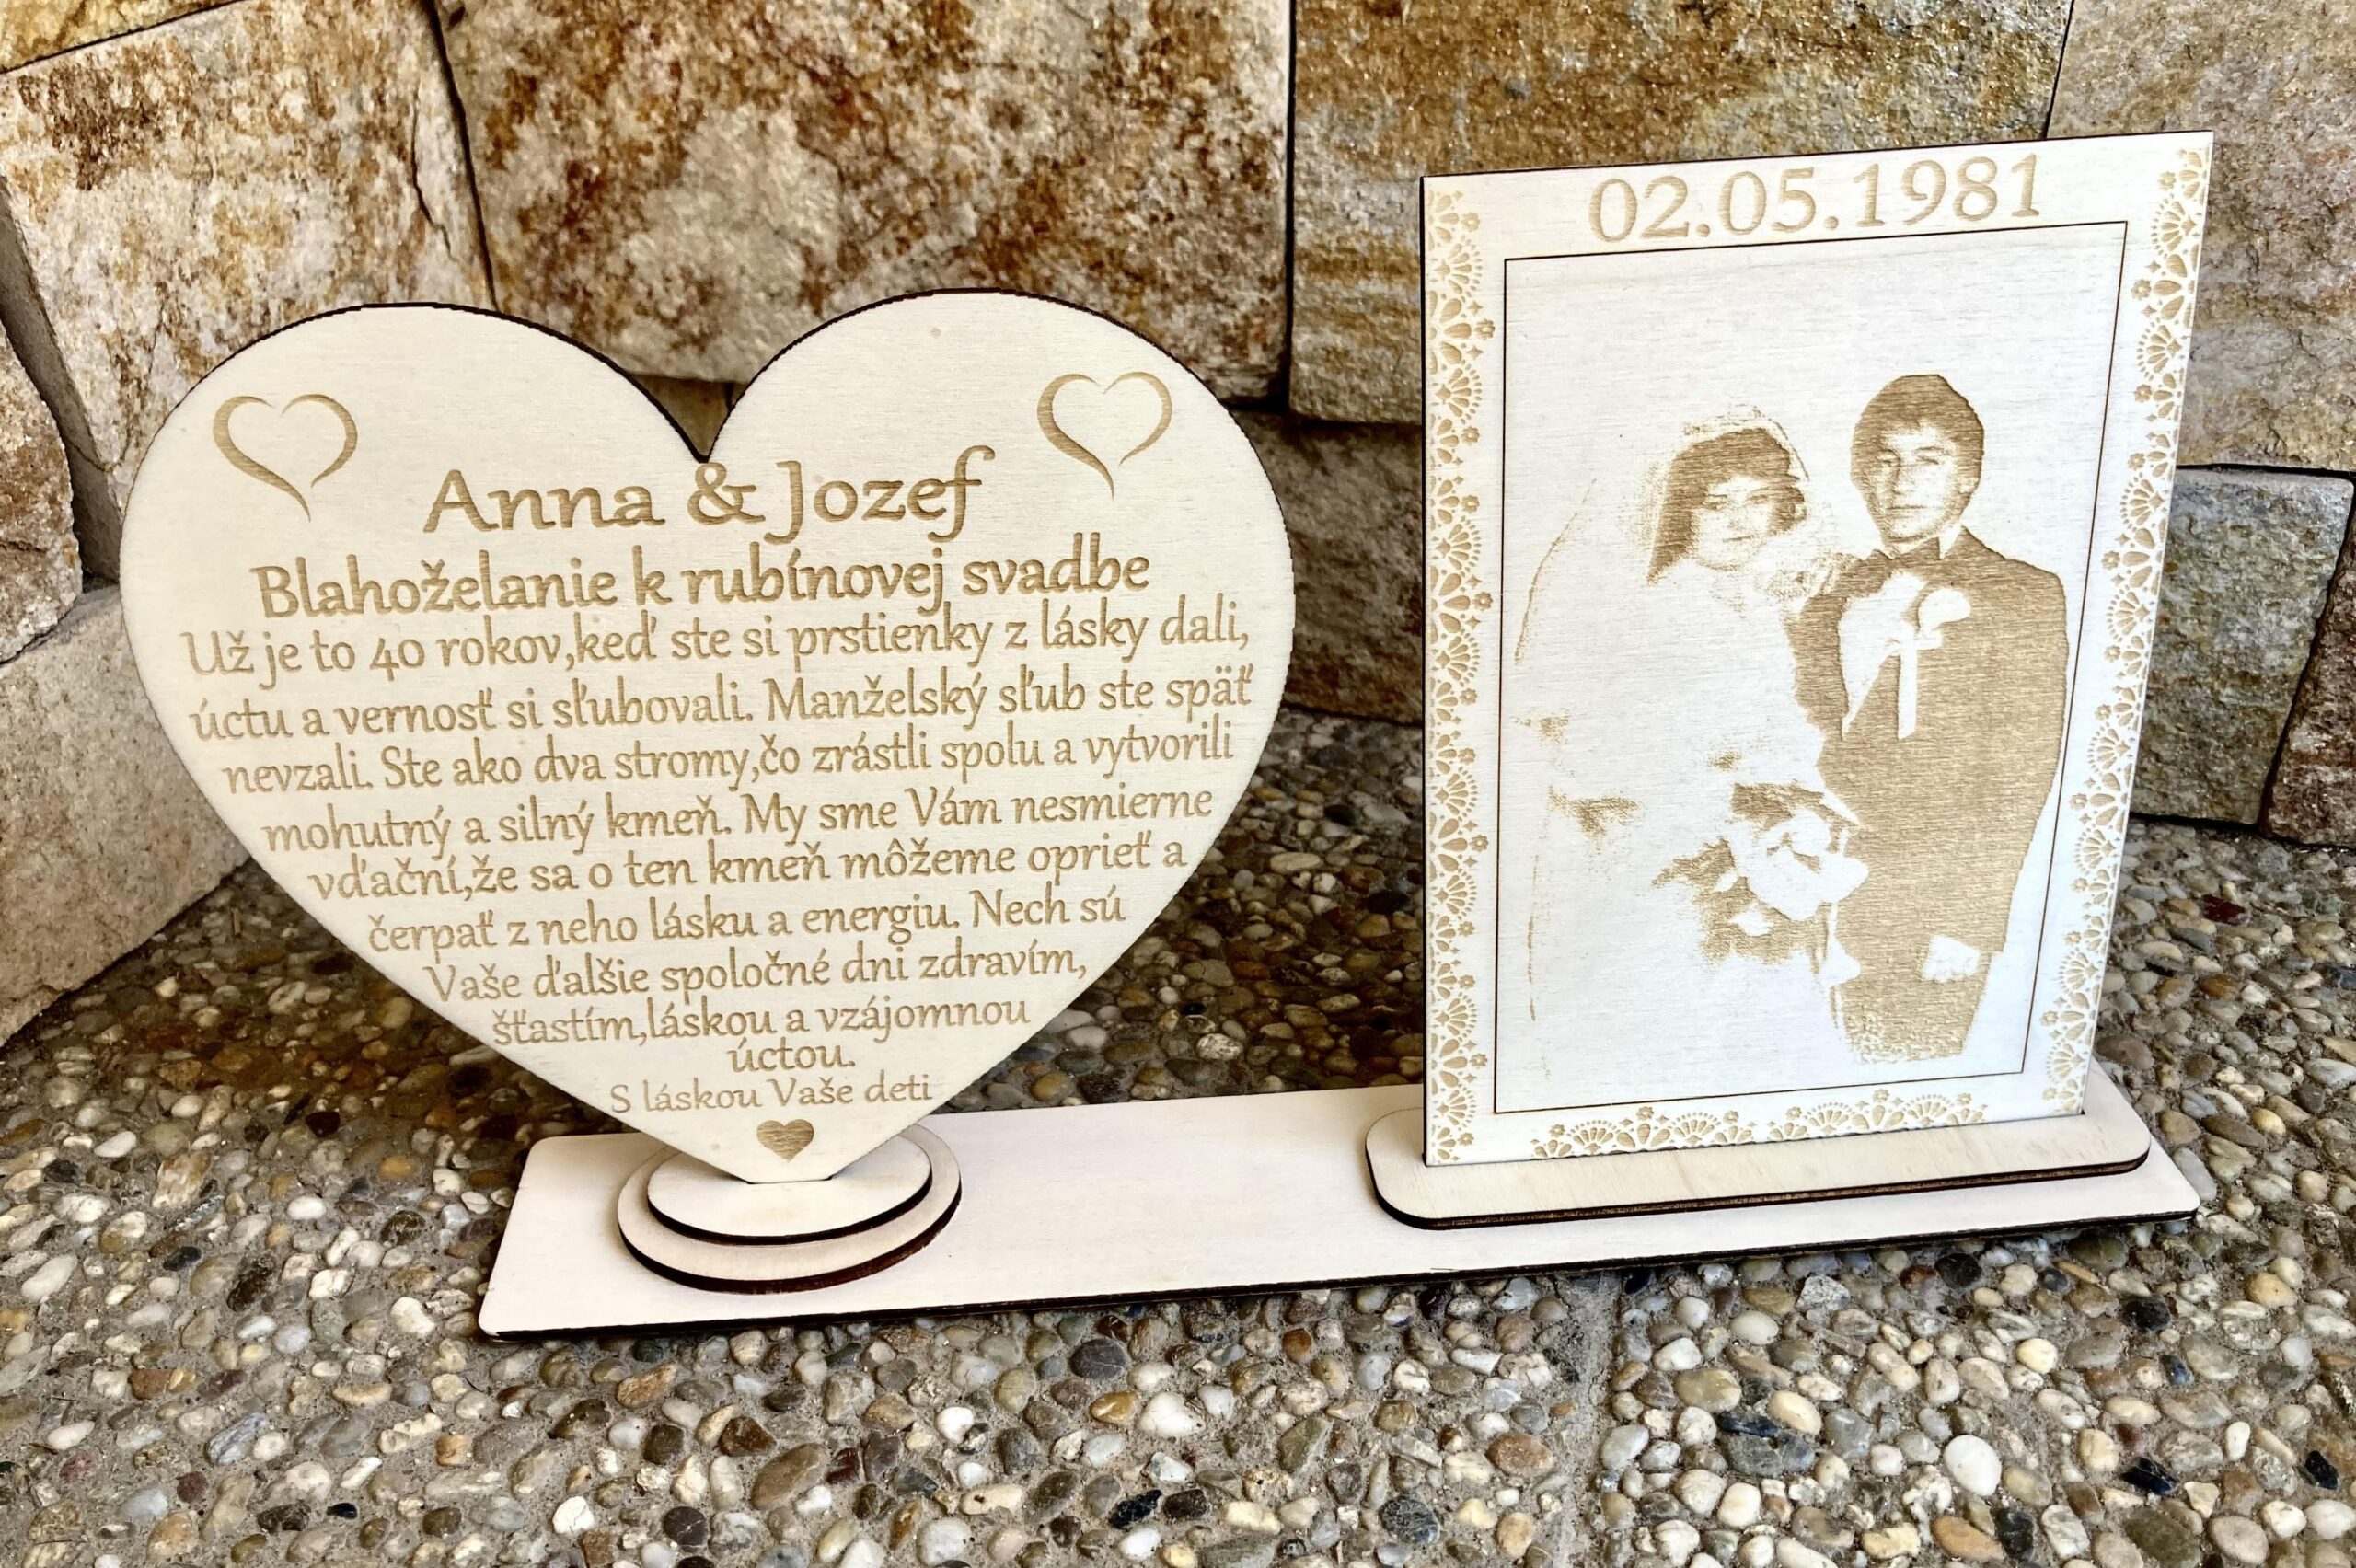 Anna & Jozef
Blahoželanie k rubínovej svadbe
Už je to 40 rokov,keď ste si prstienky z lásky dali,
úctu a vernosť si sľubovali. Manželský sľub ste späť
nevzali. Ste ako dva stromy,čo zrástli spolu a vytvorili
mohutný a silný kmeň. My sme Vám nesmierne
vďační,že sa o ten kmeň môžeme oprieť a
čerpať z neho lásku a energiu. Nech sú
Vaše ďalšie spoločné dni zdravím,
šťastím,láskou a vzájomnou
úctou.
S láskou Vaše deti
02.05.1981